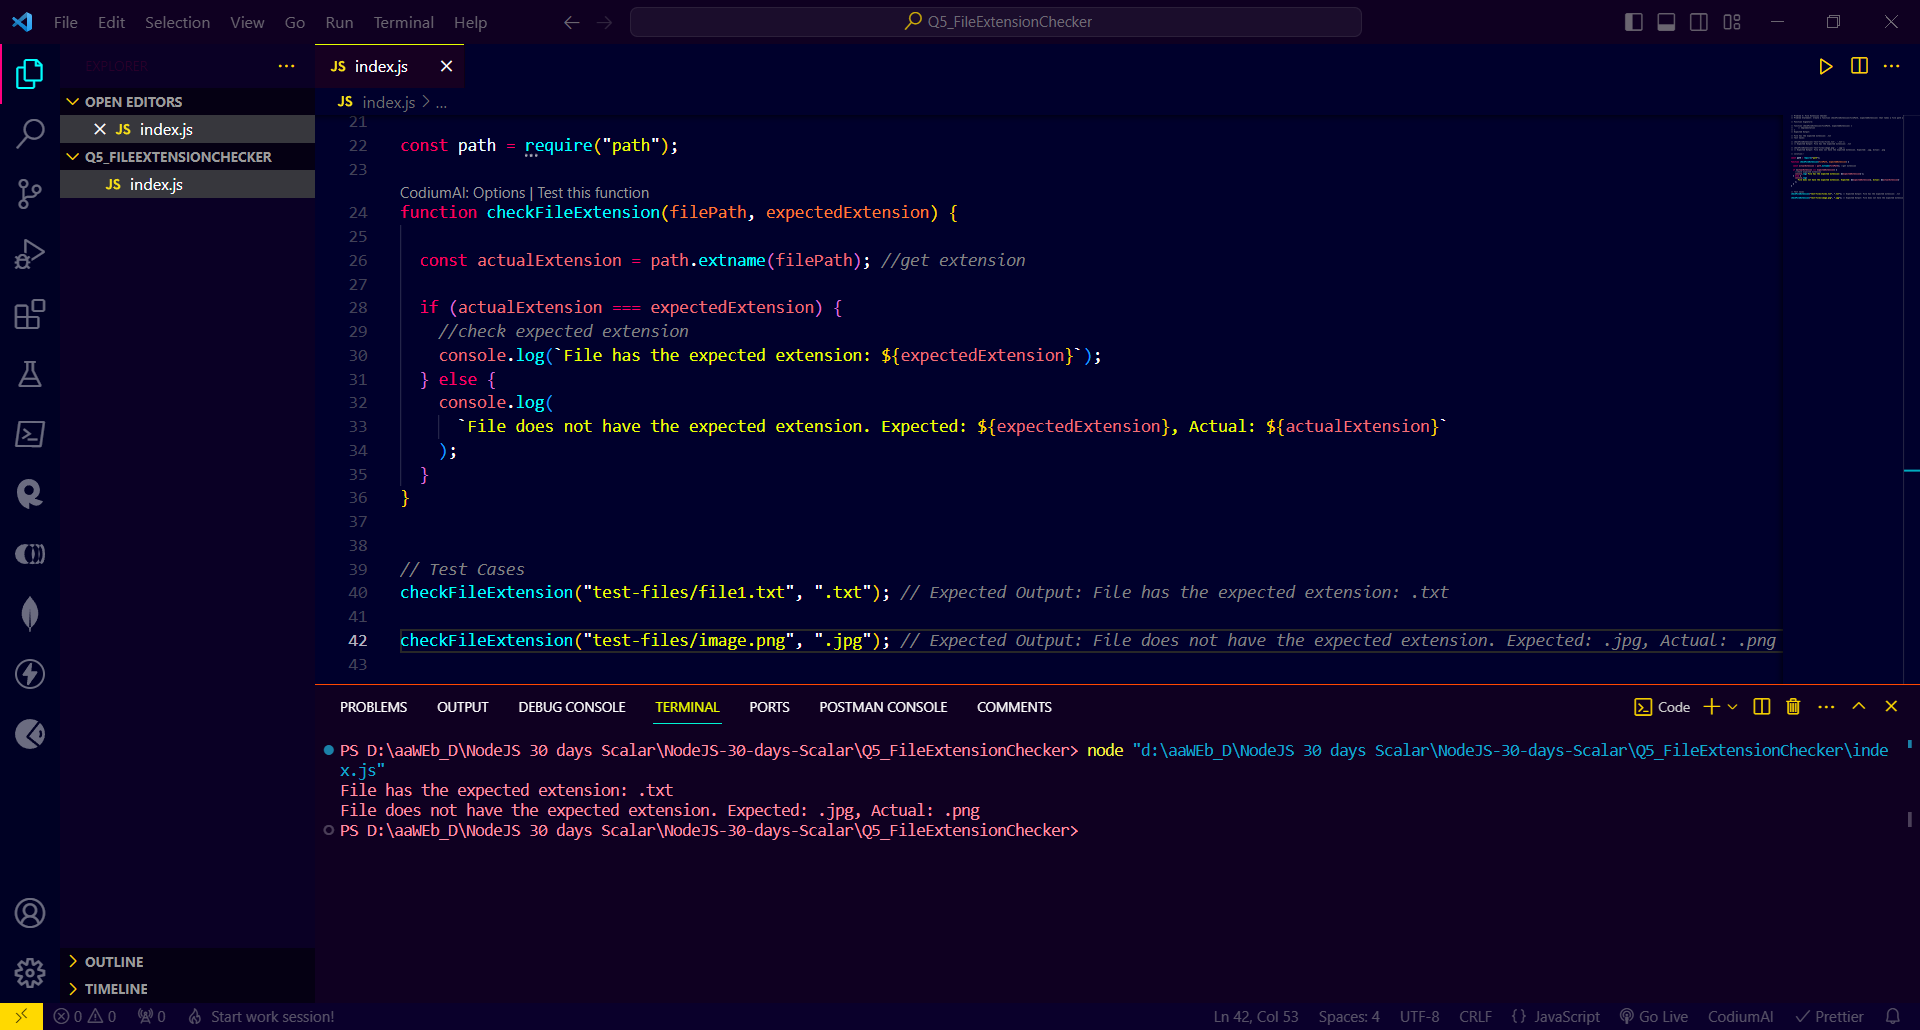 File Edit Selection View Go Run Terminal Help
Q5_FileExtensionChecker
EXPLORER
OPEN EDITORS
JS index.js
Q5_FILEEXTENSIONCHECKER
JS index.js
OUTLINE
TIMELINE
JS index.js
JS index.js > ...
21
22 const path = require("path");
23
CodiumAI: Options | Test this function
24 function checkFileExtension(filePath, expectedExtension) {
25
26 const actualExtension = path.extname(filePath); //get extension
27
28 if (actualExtension === expectedExtension) {
29 //check expected extension
30 console.log(`File has the expected extension: ${expectedExtension}`);
31 } else {
32 console.log(
33 `File does not have the expected extension. Expected: ${expectedExtension}, Actual: ${actualExtension}`
34 );
35 }
36 }
37
38
39 // Test Cases
40 checkFileExtension("test-files/file1.txt", ".txt"); // Expected Output: File has the expected extension: .txt
41
42 checkFileExtension("test-files/image.png", ".jpg"); // Expected Output: File does not have the expected extension. Expected: .jpg, Actual: .png
43
PROBLEMS OUTPUT DEBUG CONSOLE TERMINAL PORTS POSTMAN CONSOLE COMMENTS
Code
PS D:\aaWEb_D\NodeJS 30 days Scalar\NodeJS-30-days-Scalar\Q5_FileExtensionChecker> node "d:\aaWEb_D\NodeJS 30 days Scalar\NodeJS-30-days-Scalar\Q5_FileExtensionChecker\inde
x.js"
File has the expected extension: .txt
File does not have the expected extension. Expected: .jpg, Actual: .png
PS D:\aaWEb_D\NodeJS 30 days Scalar\NodeJS-30-days-Scalar\Q5_FileExtensionChecker>
0 0 0 Start work session!
Ln 42, Col 53 Spaces: 4 UTF-8 CRLF {} JavaScript Go Live CodiumAI Prettier